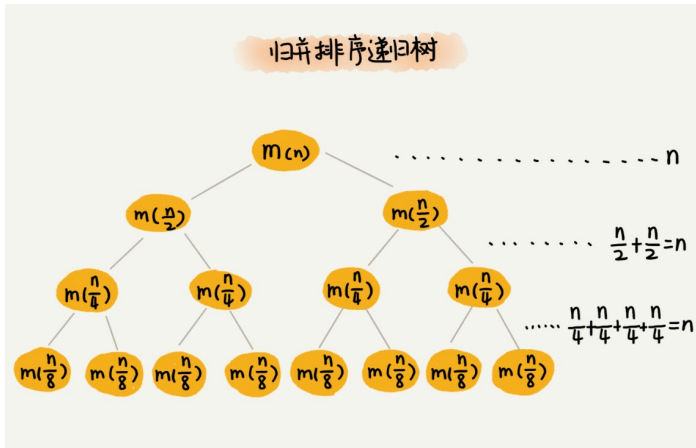 归并排序递归树
m(n) ..................n
m(n/2) m(n/2) ....... n/2+n/2=n
m(n/4) m(n/4) m(n/4) m(n/4) ...... n/4+n/4+n/4+n/4=n
m(n/8) m(n/8) m(n/8) m(n/8) m(n/8) m(n/8) m(n/8) m(n/8)